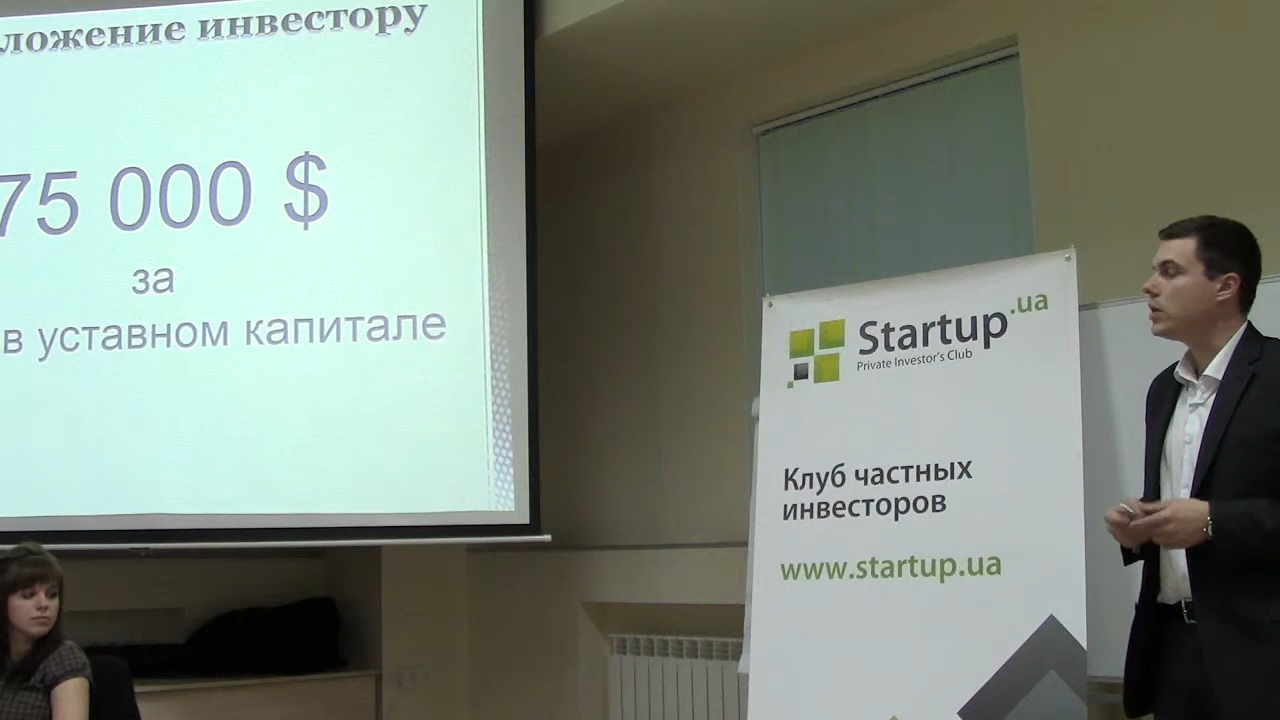 ложение инвестору
75 000 $
за
в уставном капитале
Startup.ua
Private Investor's Club
Клуб частных
инвесторов
www.startup.ua